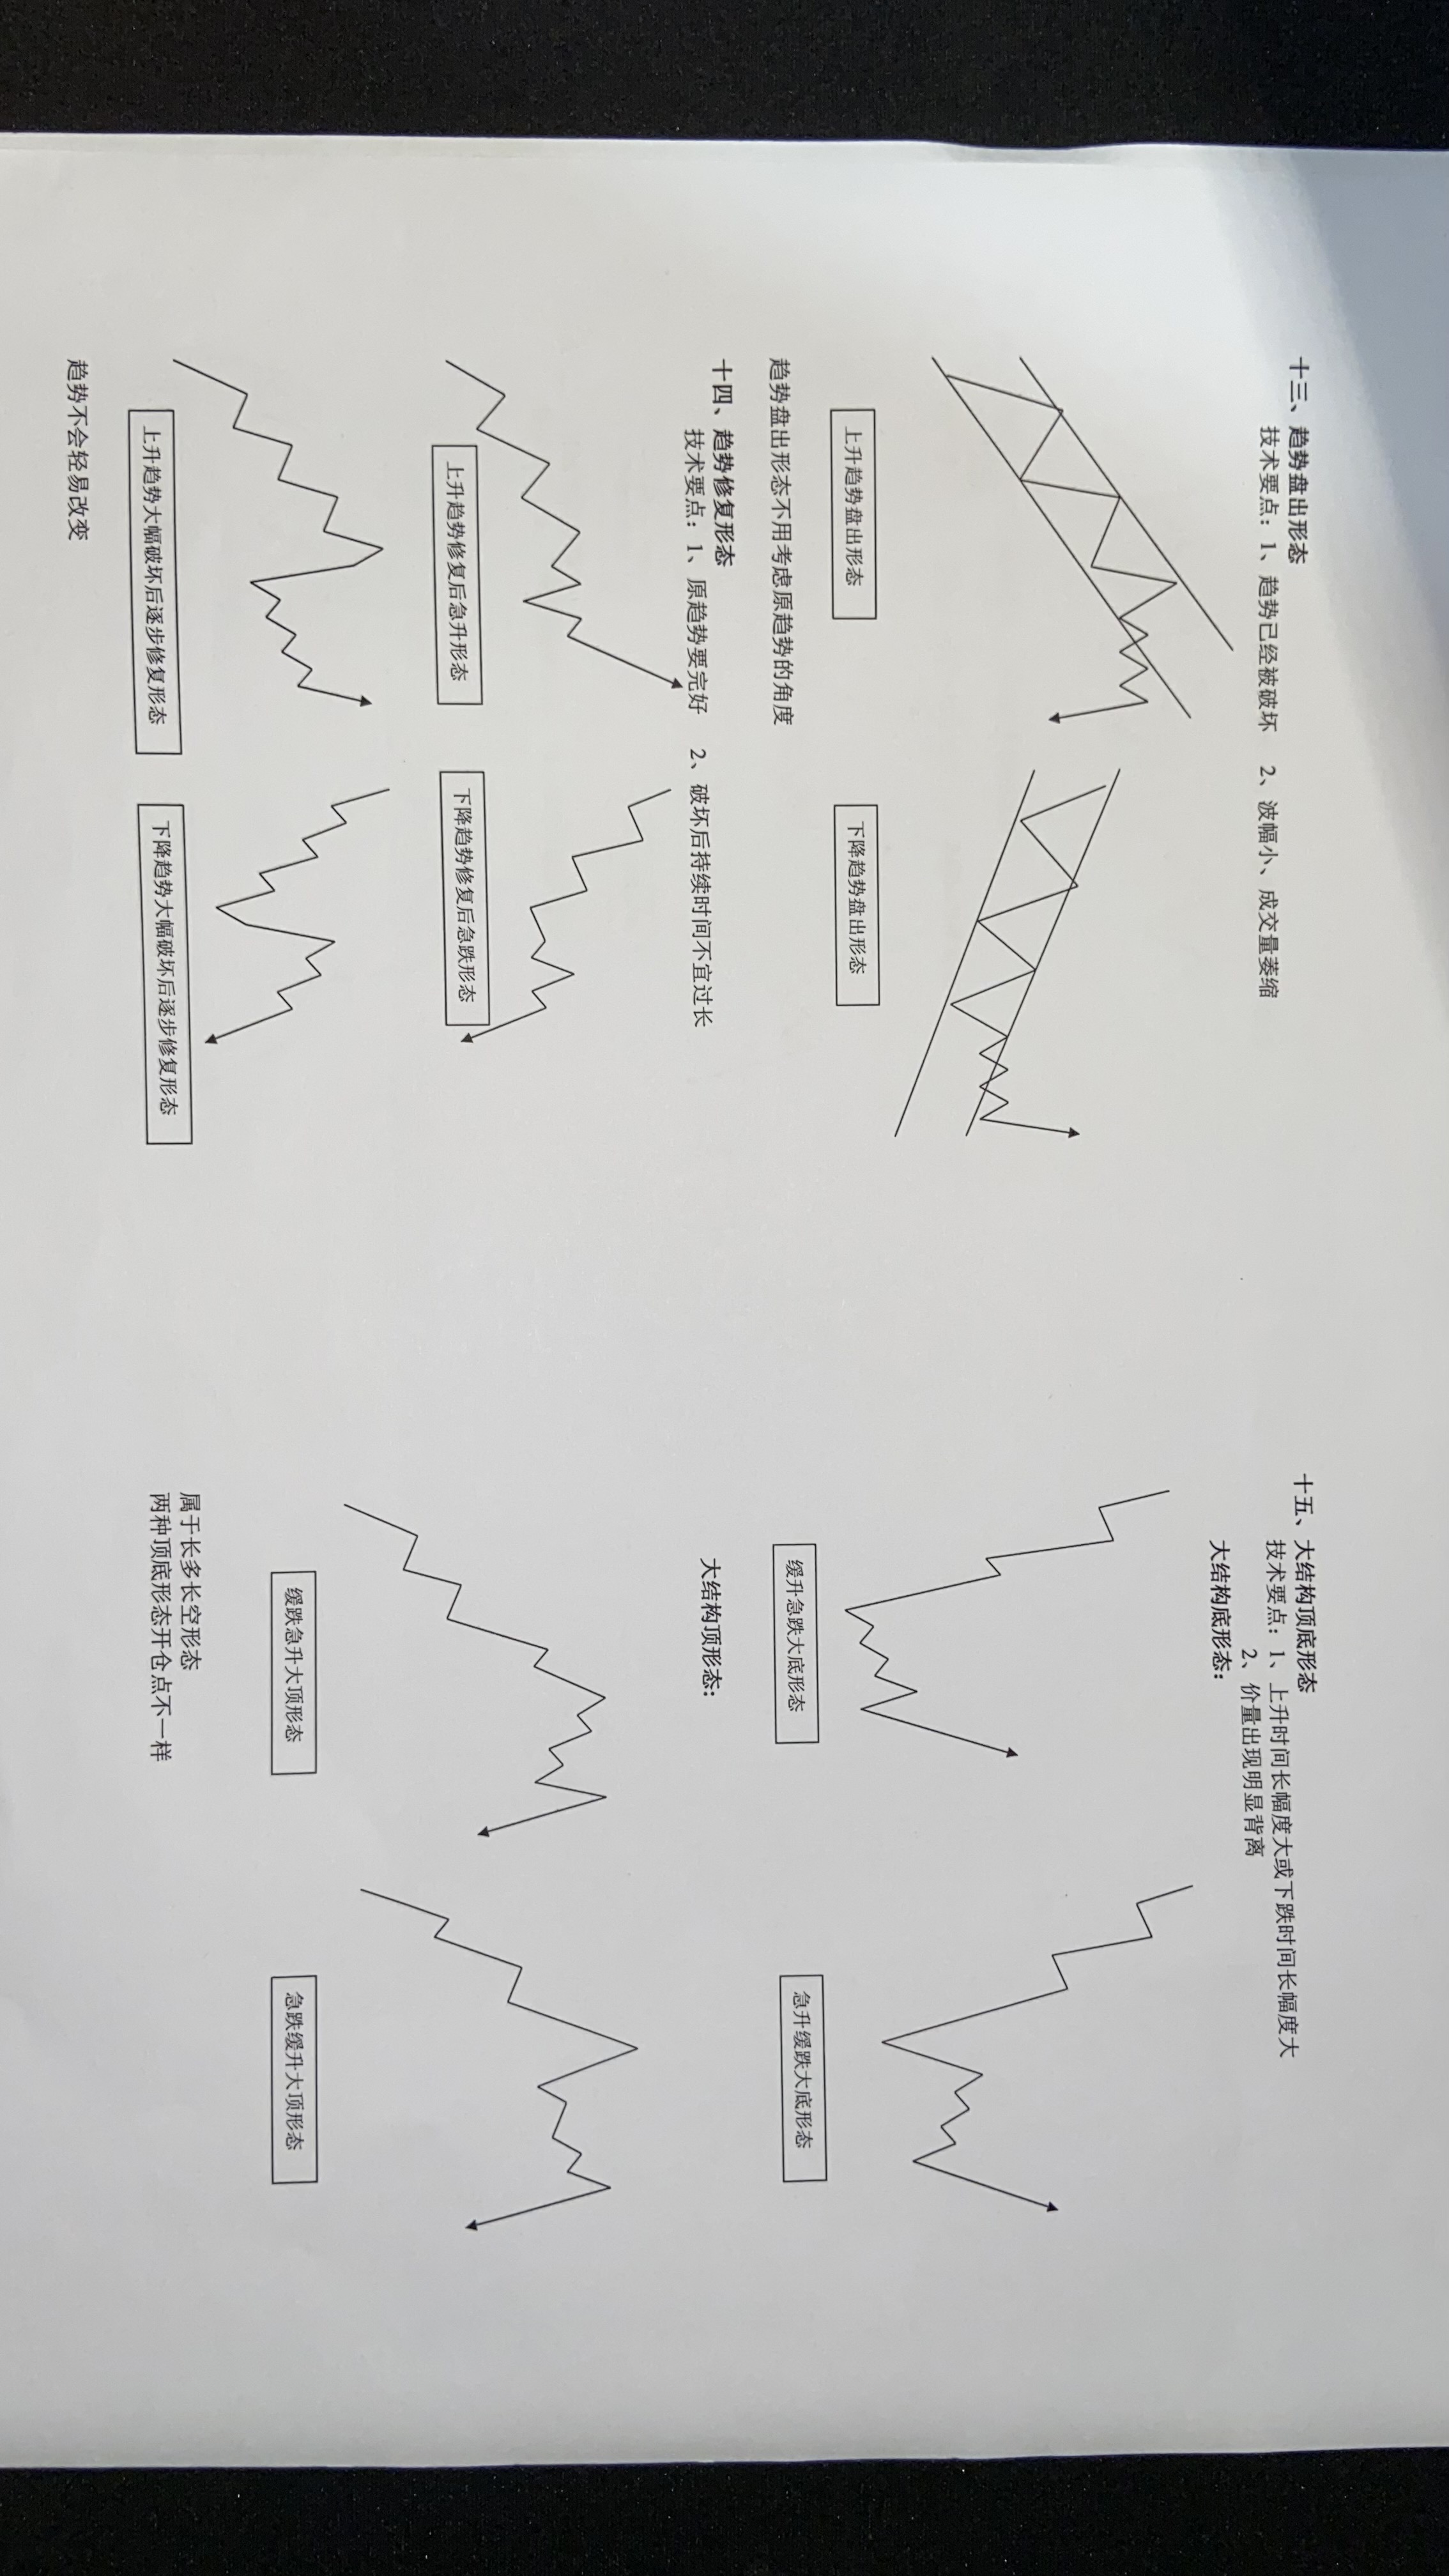 十三、趋势盘出形态
技术要点：1、趋势已经被破坏 2、波幅小、成交量萎缩
上升趋势盘出形态
下降趋势盘出形态
趋势盘出形态不用考虑原趋势的角度
十四、趋势修复形态
技术要点：1、原趋势要完好 2、破坏后持续时间不宜过长
上升趋势修复后急升形态
下降趋势修复后急跌形态
上升趋势大幅破坏后逐步修复形态
下降趋势大幅破坏后逐步修复形态
趋势不会轻易改变
十五、大结构顶底形态
技术要点：1、上升时间长幅度大或下跌时间长幅度大
2、价量出现明显背离
大结构底形态：
缓升急跌大底形态
急升缓跌大底形态
大结构顶形态：
缓跌急升大顶形态
急跌缓升大顶形态
属于长多长空形态
两种顶底形态开仓点不一样